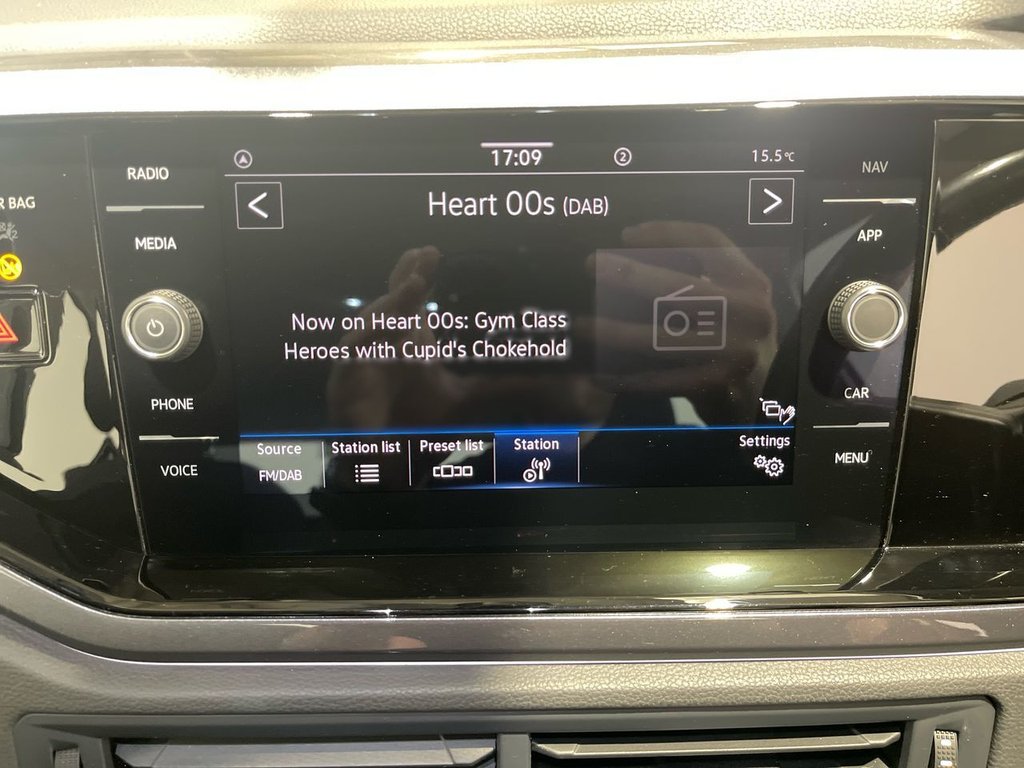 17:09
2
15.5°C
RADIO
MEDIA
PHONE
VOICE
R BAG
<
Heart 00s (DAB)
>
Now on Heart 00s: Gym Class
Heroes with Cupid's Chokehold
Source
FM/DAB
Station list
Preset list
Station
Settings
NAV
APP
CAR
MENU